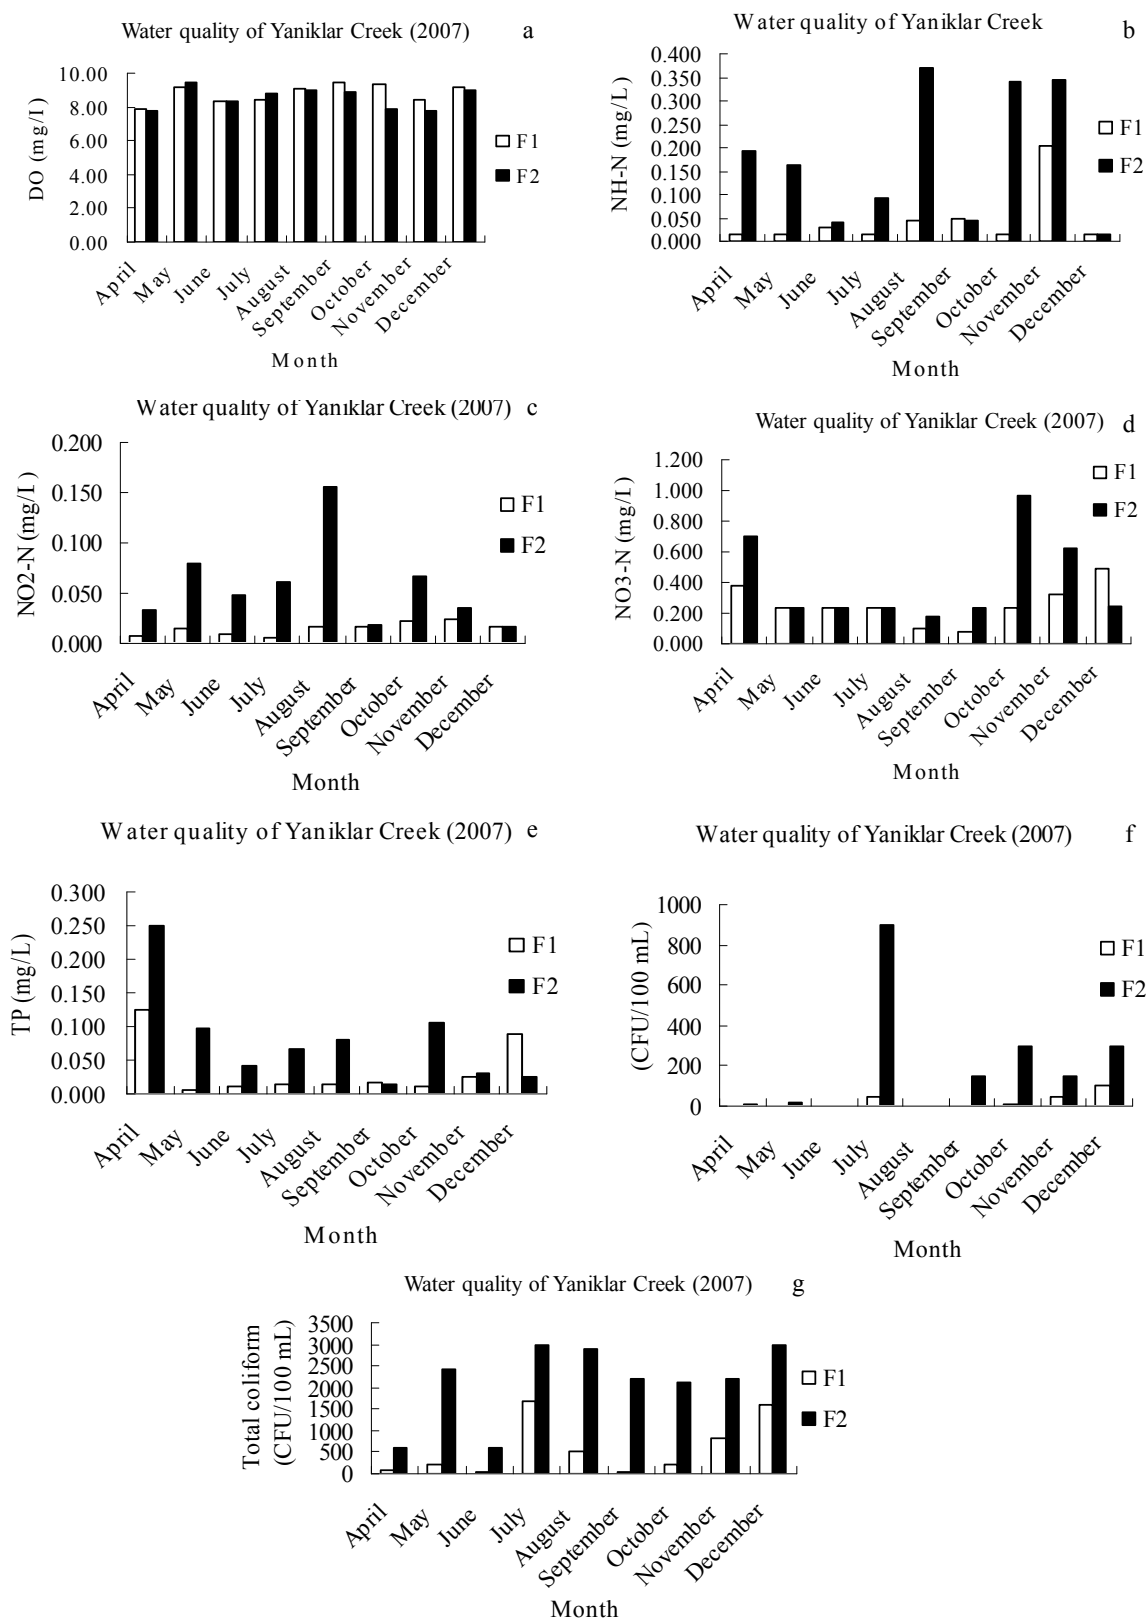 Water quality of Yaniklar Creek (2007) a
DO (mg/l)
10.00
8.00
6.00
4.00
2.00
0.00
F1
F2
April
May
June
July
August
September
October
November
December
Month
Water quality of Yaniklar Creek b
NH-N (mg/L)
0.400
0.350
0.300
0.250
0.200
0.150
0.100
0.050
0.000
F1
F2
April
May
June
July
August
September
October
November
December
Month
Water quality of Yaniklar Creek (2007) c
NO2-N (mg/l)
0.200
0.150
0.100
0.050
0.000
F1
F2
April
May
June
July
August
September
October
November
December
Month
Water quality of Yaniklar Creek (2007) d
NO3-N (mg/l)
1.200
1.000
0.800
0.600
0.400
0.200
0.000
F1
F2
April
May
June
July
August
September
October
November
December
Month
Water quality of Yaniklar Creek (2007) e
TP (mg/L)
0.300
0.250
0.200
0.150
0.100
0.050
0.000
F1
F2
April
May
June
July
August
September
October
November
December
Month
Water quality of Yaniklar Creek (2007) f
(CFU/100 mL)
1000
800
600
400
200
0
F1
F2
April
May
June
July
August
September
October
November
December
Month
Water quality of Yaniklar Creek (2007) g
Total coliform
(CFU/100 mL)
3500
3000
2500
2000
1500
1000
500
0
F1
F2
April
May
June
July
August
September
October
November
December
Month